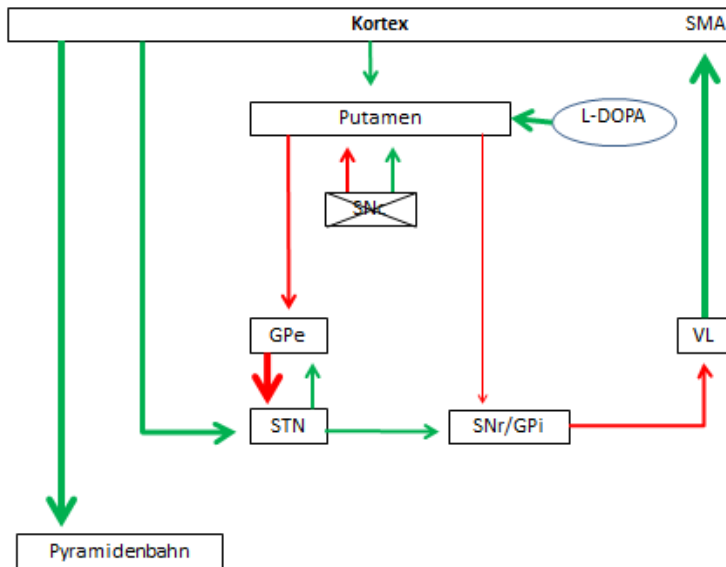 Kortex SMA
Putamen
L-DOPA
SNc
GPe
VL
STN
SNr/GPi
Pyramidenbahn